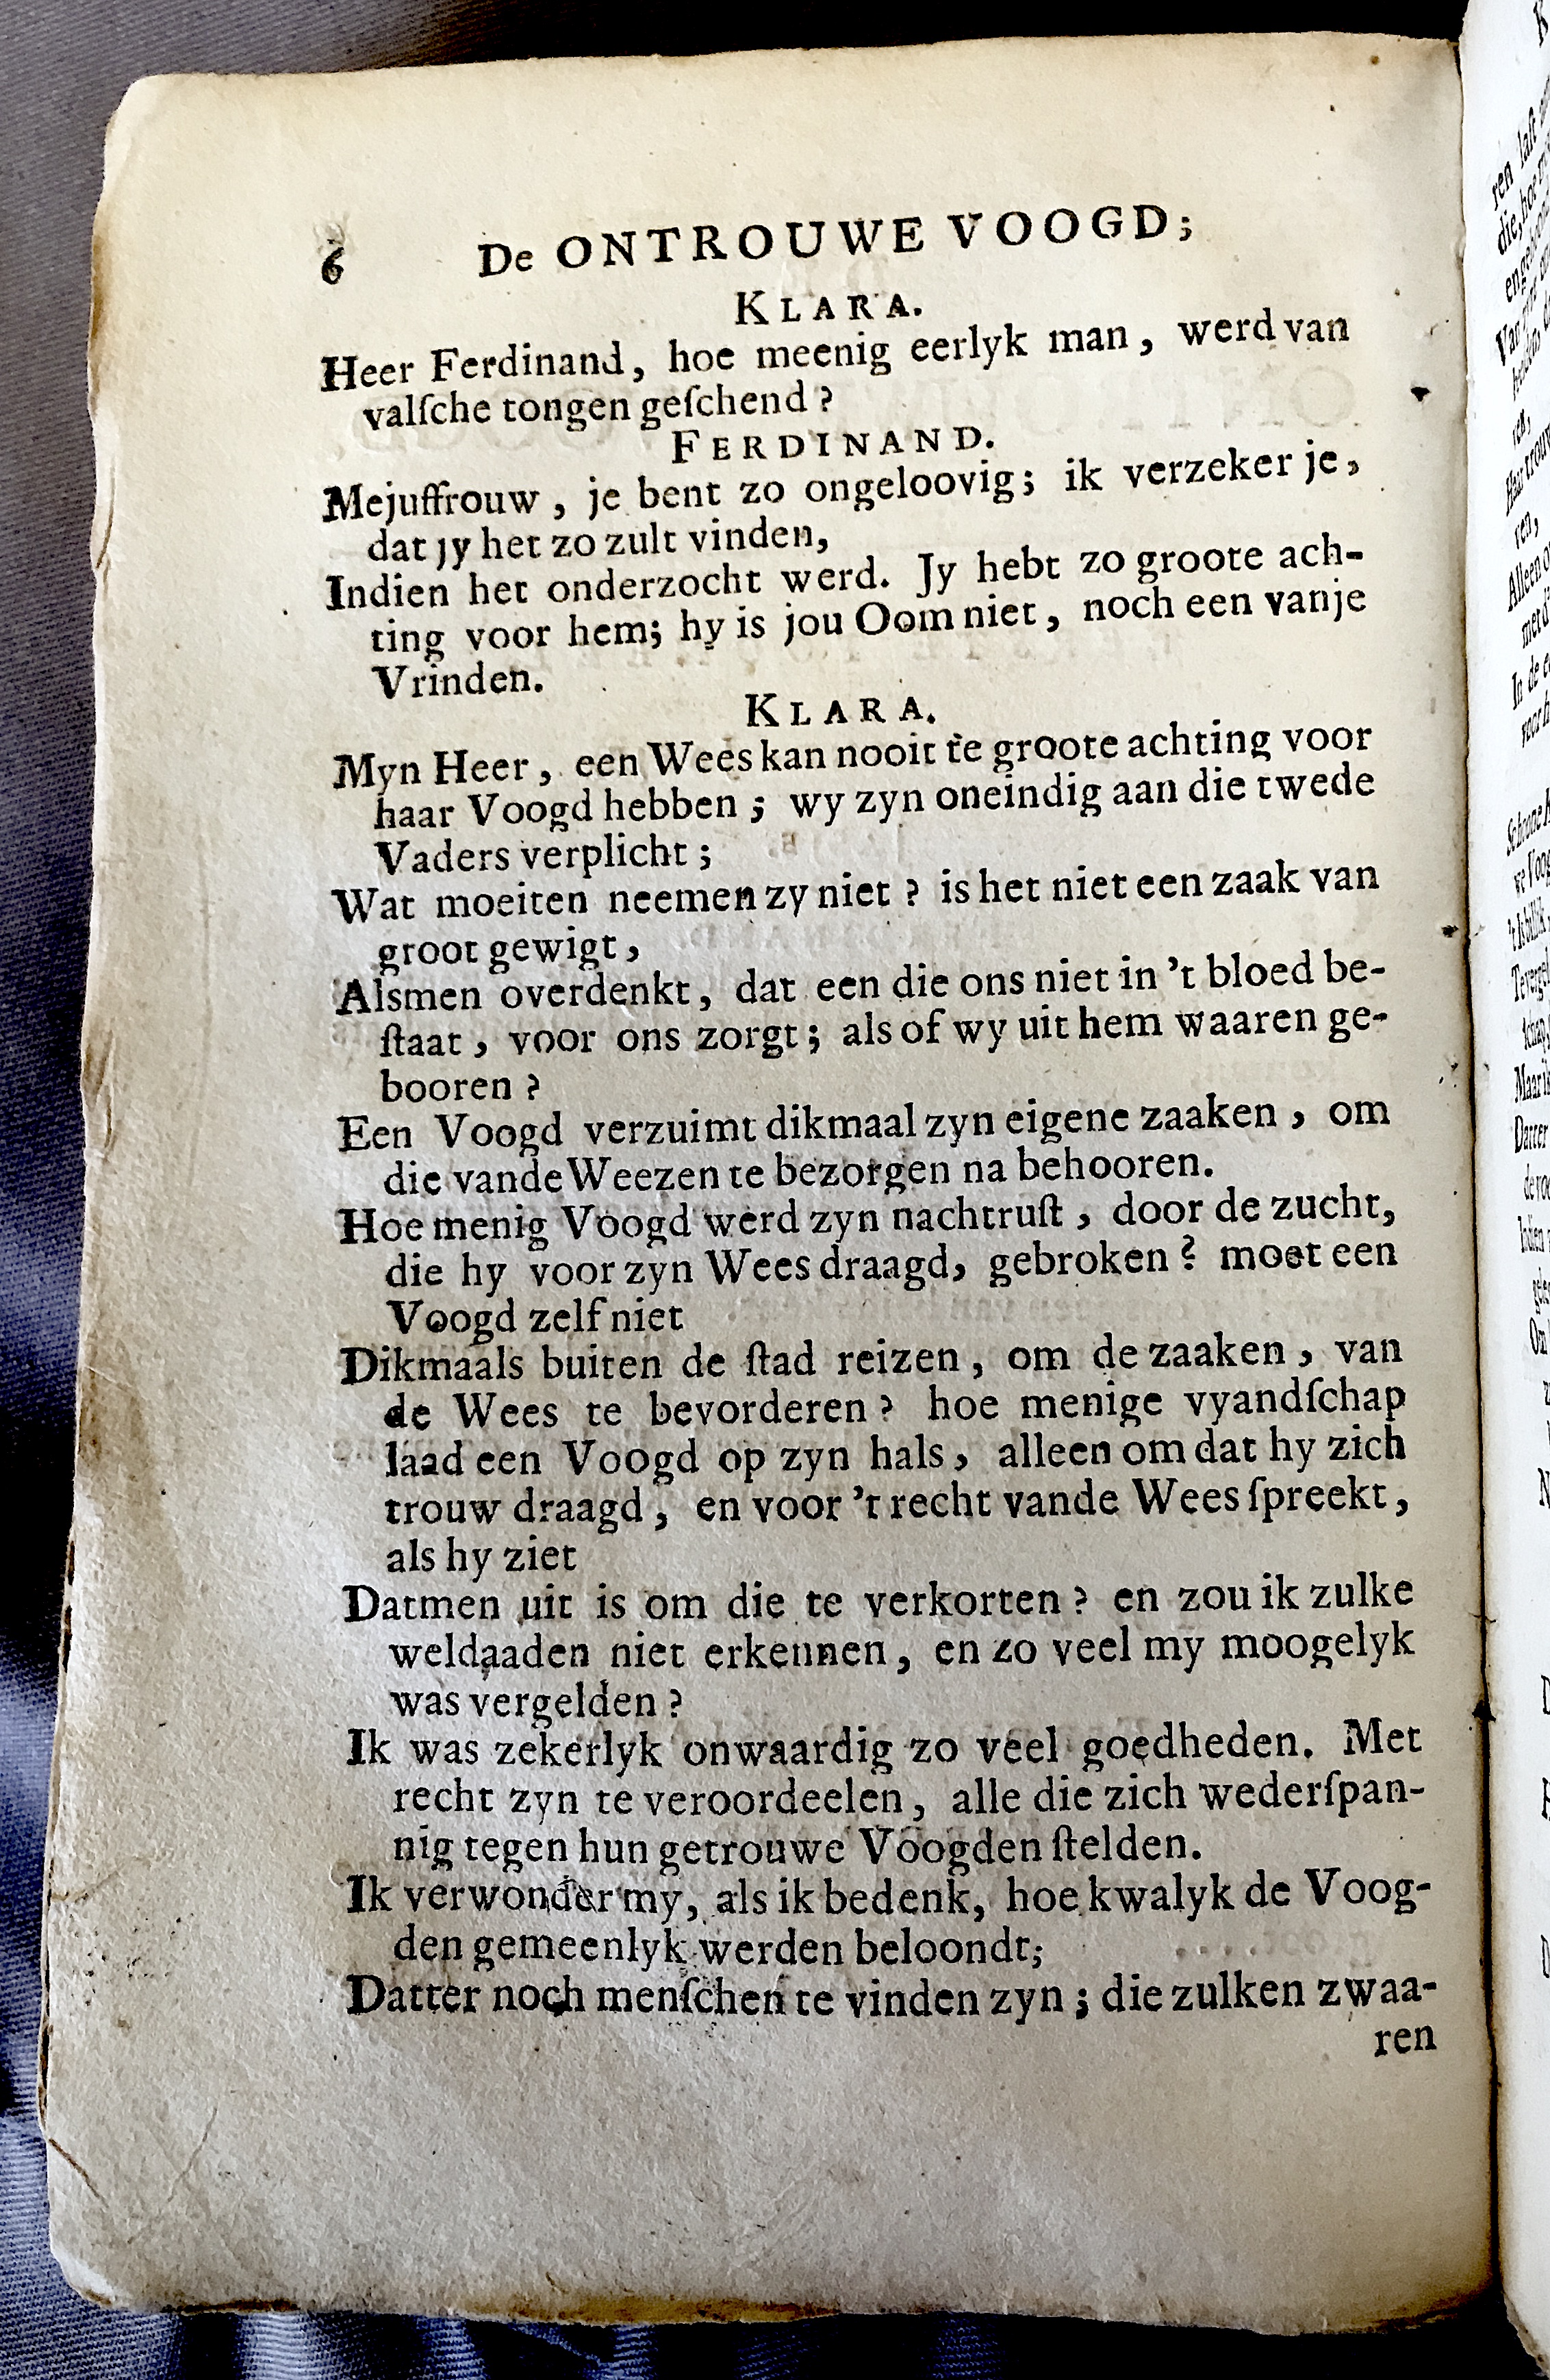 6 De ONTROUWE VOOGD;
KLARA.
Heer Ferdinand, hoe meenig eerlyk man, werd van
valſche tongen geſchend?
FERDINAND.
Mejuffrouw, je bent zo ongeloovig; ik verzeker je,
dat jy het zo zult vinden,
Indien het onderzocht werd. Jy hebt zo groote ach-
ting voor hem; hy is jou Oom niet, noch een van je
Vrinden.
KLARA.
Myn Heer, een Wees kan nooit te groote achting voor
haar Voogd hebben; wy zyn oneindig aan die twede
Vaders verplicht;
Wat moeiten neemen zy niet? is het niet een zaak van
groot gewigt,
Alsmen overdenkt, dat een die ons niet in 't bloed be-
ſtaat, voor ons zorgt; als of wy uit hem waaren ge-
booren?
Een Voogd verzuimt dikmaal zyn eigene zaaken, om
die vande Weezen te bezorgen na behooren.
Hoe menig Voogd werd zyn nachtruſt, door de zucht,
die hy voor zyn Wees draagd, gebroken? moet een
Voogd zelf niet
Dikmaals buiten de ſtad reizen, om de zaaken, van
de Wees te bevorderen? hoe menige vyandſchap
laad een Voogd op zyn hals, alleen om dat hy zich
trouw draagd, en voor 't recht vande Wees ſpreekt,
als hy ziet
Datmen uit is om die te verkorten? en zou ik zulke
weldaaden niet erkennen, en zo veel my moogelyk
was vergelden?
Ik was zekerlyk onwaardig zo veel goedheden. Met
recht zyn te veroordeelen, alle die zich wederſpan-
nig tegen hun getrouwe Voogden ſtelden.
Ik verwonder my, als ik bedenk, hoe kwalyk de Voog-
den gemeenlyk werden beloondt;
Datter noch menſchen te vinden zyn; die zulken zwaa-
ren